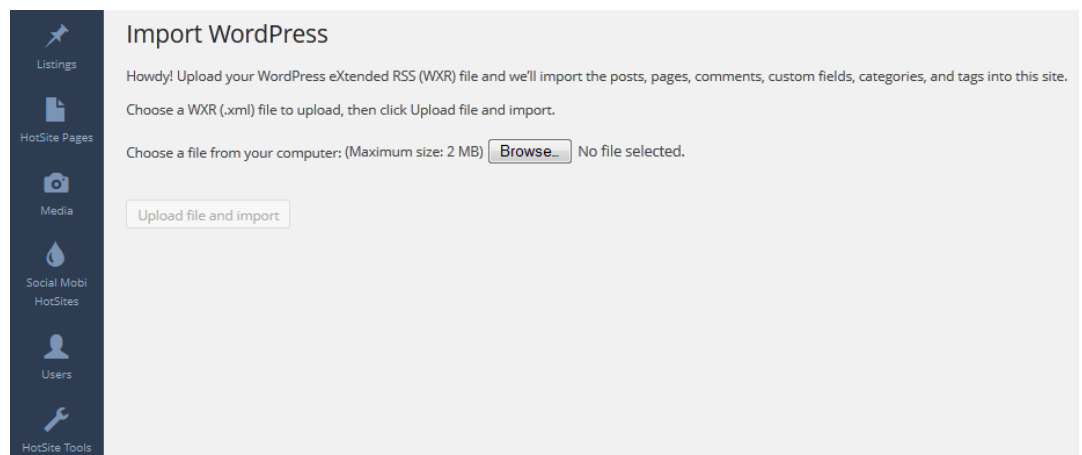 Listings
HotSite Pages
Media
Social Mobi
HotSites
Users
HotSite Tools
Import WordPress
Howdy! Upload your WordPress eXtended RSS (WXR) file and we'll import the posts, pages, comments, custom fields, categories, and tags into this site.
Choose a WXR (.xml) file to upload, then click Upload file and import.
Choose a file from your computer: (Maximum size: 2 MB) Browse... No file selected.
Upload file and import